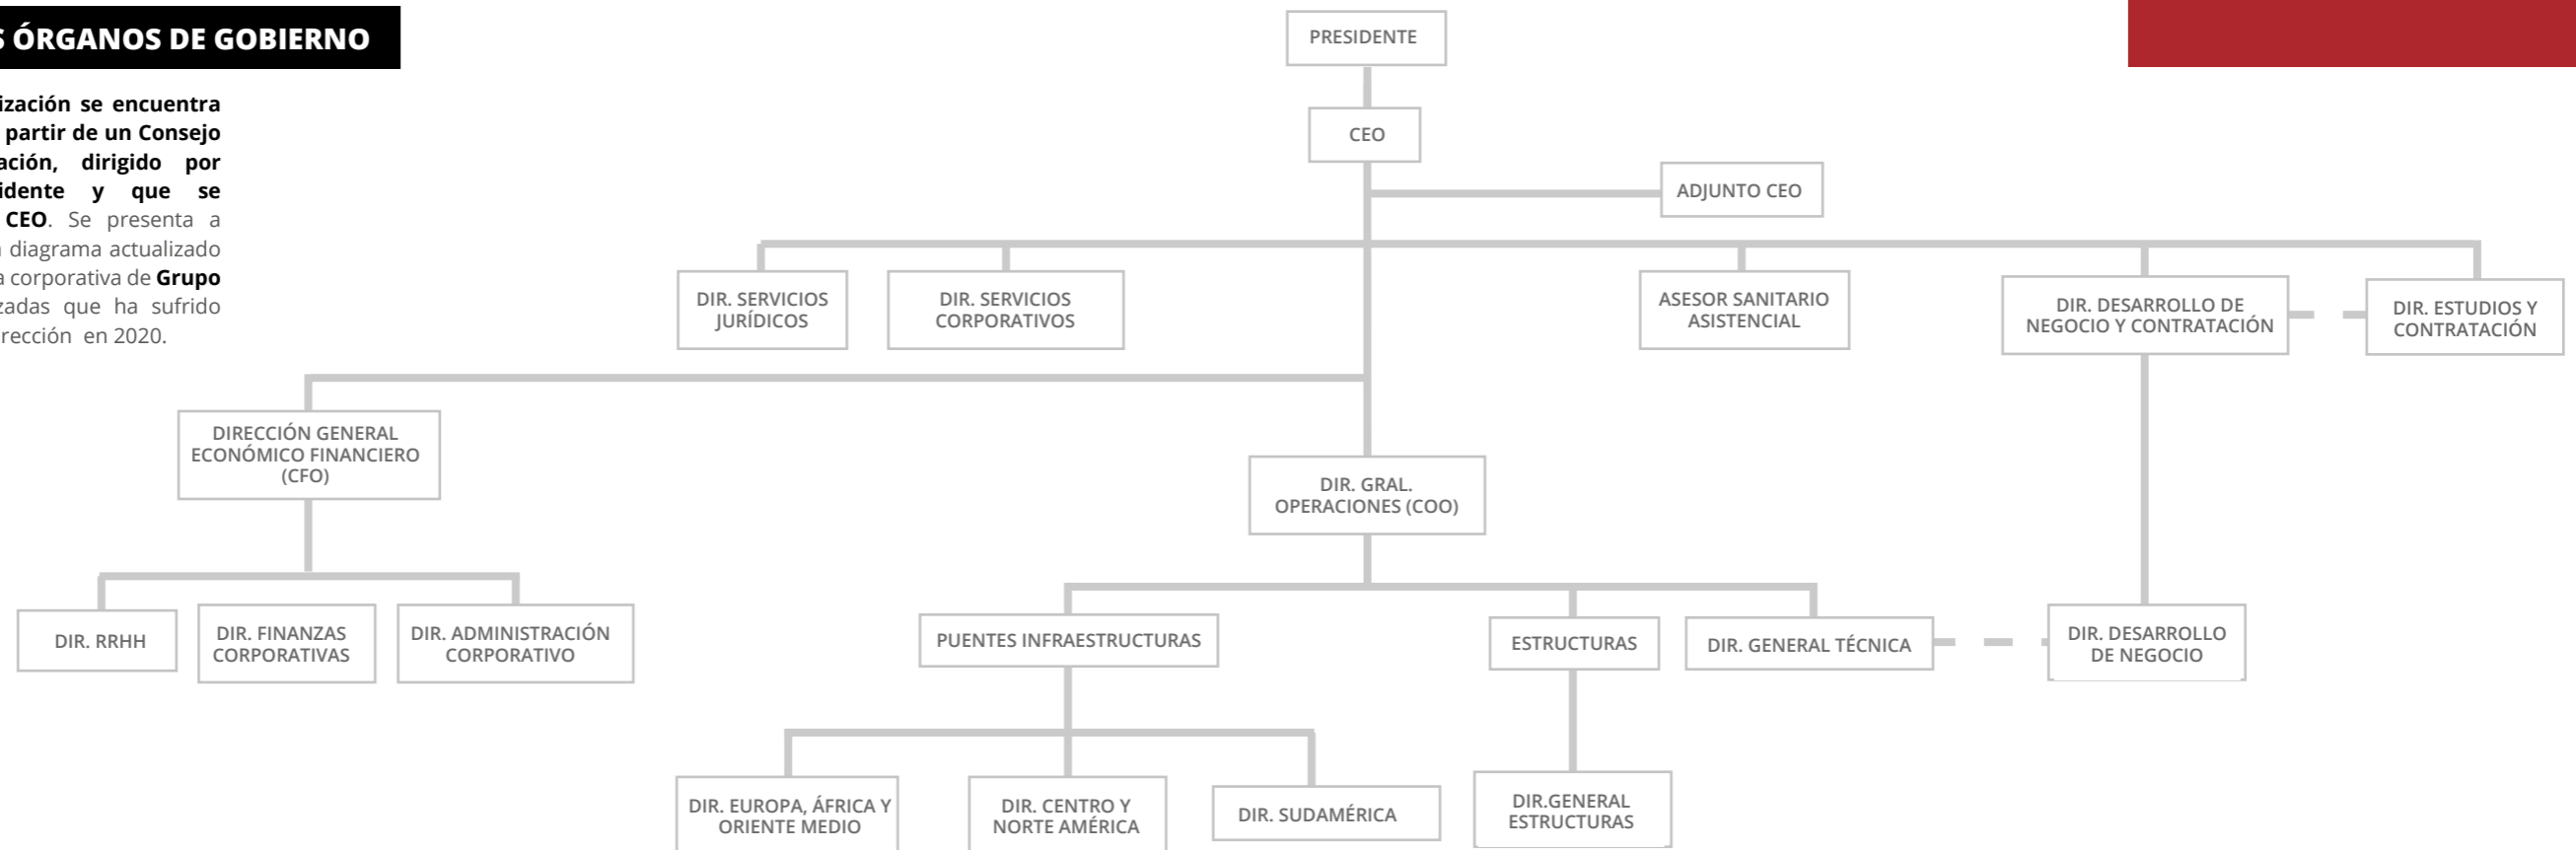 S ÓRGANOS DE GOBIERNO
ización se encuentra
partir de un Consejo
ación, dirigido por
idente y que se
CEO. Se presenta a
diagrama actualizado
a corporativa de Grupo
zadas que ha sufrido
rección en 2020.
PRESIDENTE
CEO
ADJUNTO CEO
DIR. SERVICIOS
JURÍDICOS
DIR. SERVICIOS
CORPORATIVOS
ASESOR SANITARIO
ASISTENCIAL
DIR. DESARROLLO DE
NEGOCIO Y CONTRATACIÓN
DIR. ESTUDIOS Y
CONTRATACIÓN
DIRECCIÓN GENERAL
ECONÓMICO FINANCIERO
(CFO)
DIR. GRAL.
OPERACIONES (COO)
DIR. RRHH
DIR. FINANZAS
CORPORATIVAS
DIR. ADMINISTRACIÓN
CORPORATIVO
PUENTES INFRAESTRUCTURAS
ESTRUCTURAS
DIR. GENERAL TÉCNICA
DIR. DESARROLLO
DE NEGOCIO
DIR. EUROPA, ÁFRICA Y
ORIENTE MEDIO
DIR. CENTRO Y
NORTE AMÉRICA
DIR. SUDAMÉRICA
DIR.GENERAL
ESTRUCTURAS